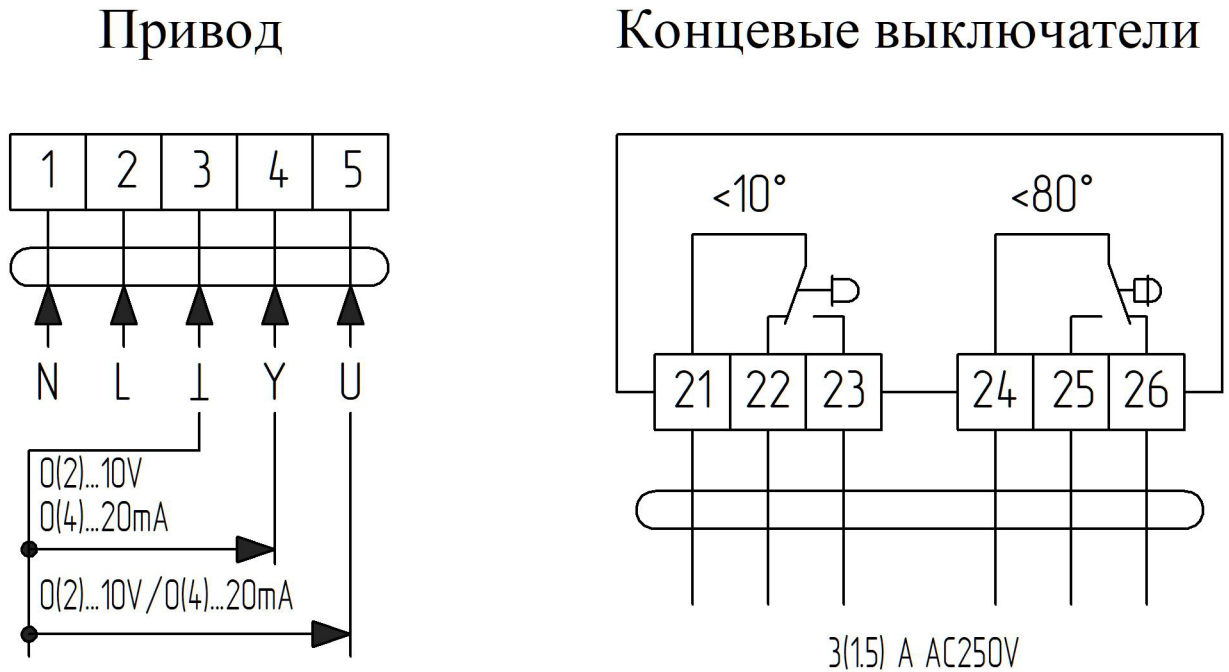 Привод
Концевые выключатели
1 2 3 4 5
N L ⊥ Y U
0(2)...10V
0(4)...20mA
0(2)...10V/0(4)...20mA
<10° <80°
21 22 23 24 25 26
3(1.5) A AC250V